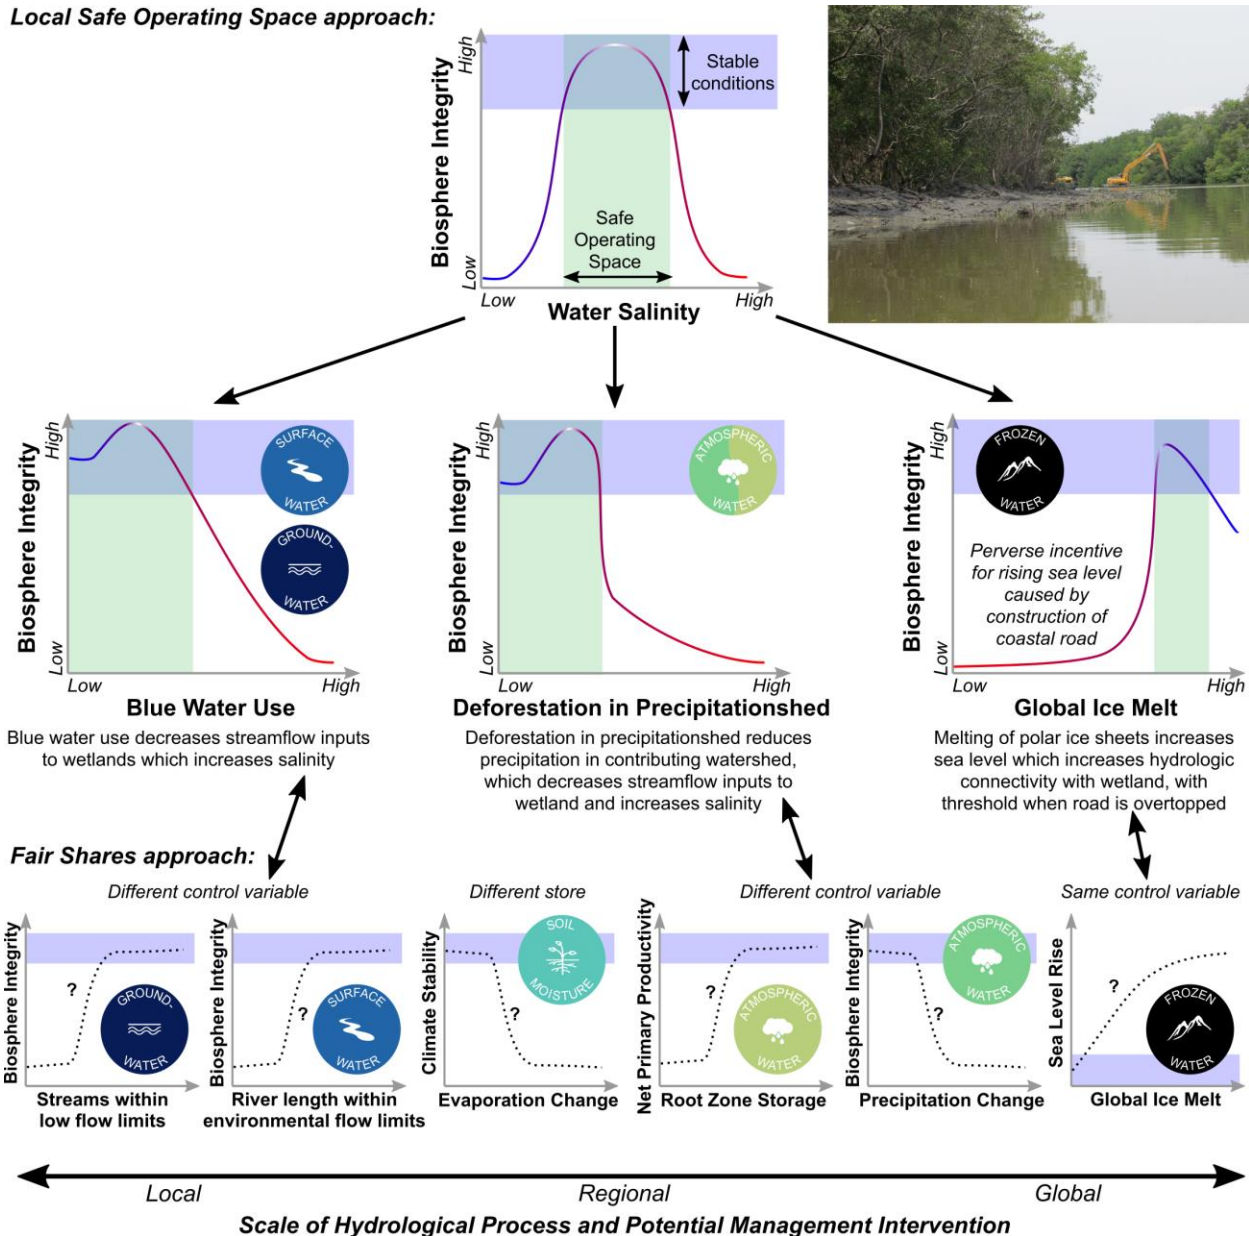 Local Safe Operating Space approach:
High
Biosphere Integrity
Low
Stable
conditions
Safe
Operating
Space
Low
High
Water Salinity
High
Biosphere Integrity
Low
SURFACE
WATER
GROUND-
WATER
Low
High
Blue Water Use
Blue water use decreases streamflow inputs
to wetlands which increases salinity
High
Biosphere Integrity
Low
ATMOSPHERIC
WATER
Low
High
Deforestation in Precipitationshed
Deforestation in precipitationshed reduces
precipitation in contributing watershed,
which decreases streamflow inputs to
wetland and increases salinity
High
Biosphere Integrity
Low
FROZEN
WATER
Perverse incentive
for rising sea level
caused by
construction of
coastal road
Low
High
Global Ice Melt
Melting of polar ice sheets increases
sea level which increases hydrologic
connectivity with wetland, with
threshold when road is overtopped
Fair Shares approach:
Different control variable
Different store
Different control variable
Same control variable
Biosphere Integrity
?
GROUND-
WATER
Streams within
low flow limits
Biosphere Integrity
?
SURFACE
WATER
River length within
environmental flow limits
Climate Stability
?
SOIL
MOISTURE
Evaporation Change
Net Primary Productivity
?
ATMOSPHERIC
WATER
Root Zone Storage
Biosphere Integrity
?
ATMOSPHERIC
WATER
Precipitation Change
Sea Level Rise
?
FROZEN
WATER
Global Ice Melt
Local
Regional
Global
Scale of Hydrological Process and Potential Management Intervention